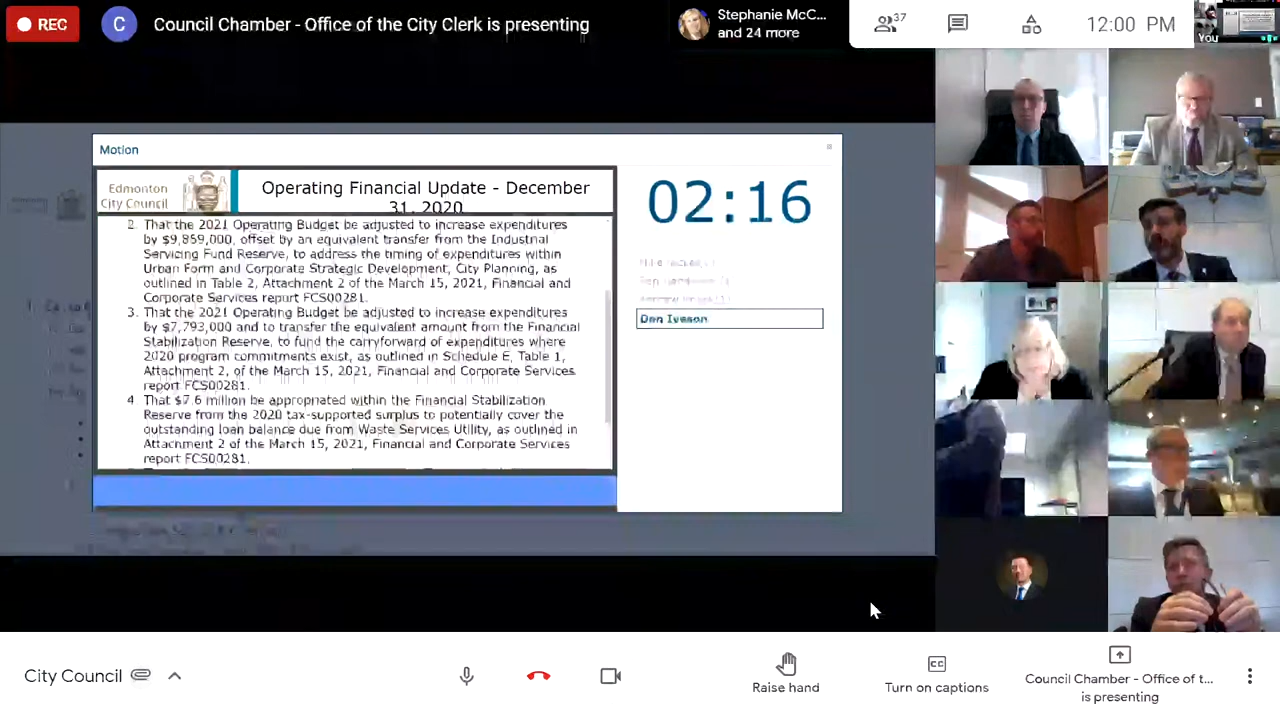 REC
C
Council Chamber - Office of the City Clerk is presenting
Stephanie McC...
and 24 more
37
12:00 PM
You
Motion
Edmonton
City Council
Operating Financial Update - December
31, 2020
2. That the 2021 Operating Budget be adjusted to increase expenditures
by $9,859,000, offset by an equivalent transfer from the Industrial
Servicing Fund Reserve, to address the timing of expenditures within
Urban Form and Corporate Strategic Development, City Planning, as
outlined in Table 2, Attachment 2 of the March 15, 2021, Financial and
Corporate Services report FCS00281.
3. That the 2021 Operating Budget be adjusted to increase expenditures
by $7,793,000 and to transfer the equivalent amount from the Financial
Stabilization Reserve, to fund the carryforward of expenditures where
2020 program commitments exist, as outlined in Schedule E, Table 1,
Attachment 2, of the March 15, 2021, Financial and Corporate Services
report FCS00281.
4 That $7.6 million be appropriated within the Financial Stabilization
Reserve from the 2020 tax-supported surplus to potentially cover the
outstanding loan balance due from Waste Services Utility, as outlined in
Attachment 2 of the March 15, 2021, Financial and Corporate Services
report FCS00281.
02:16
Don Iveson
City Council
Raise hand
CC
Turn on captions
Council Chamber - Office of t...
is presenting